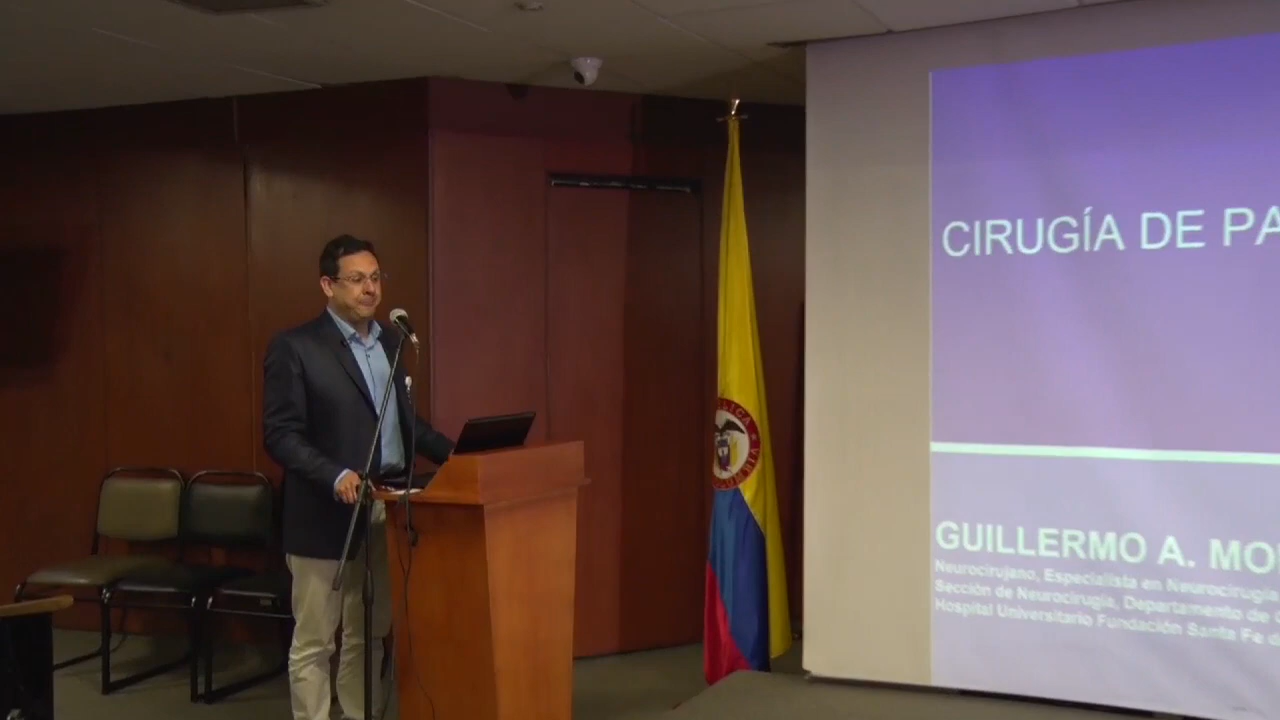 CIRUGÍA DE PA
GUILLERMO A. MO
Neurocirujano, Especialista en Neurocirugía
Sección de Neurocirugía, Departamento de
Hospital Universitario Fundación Santa Fe d